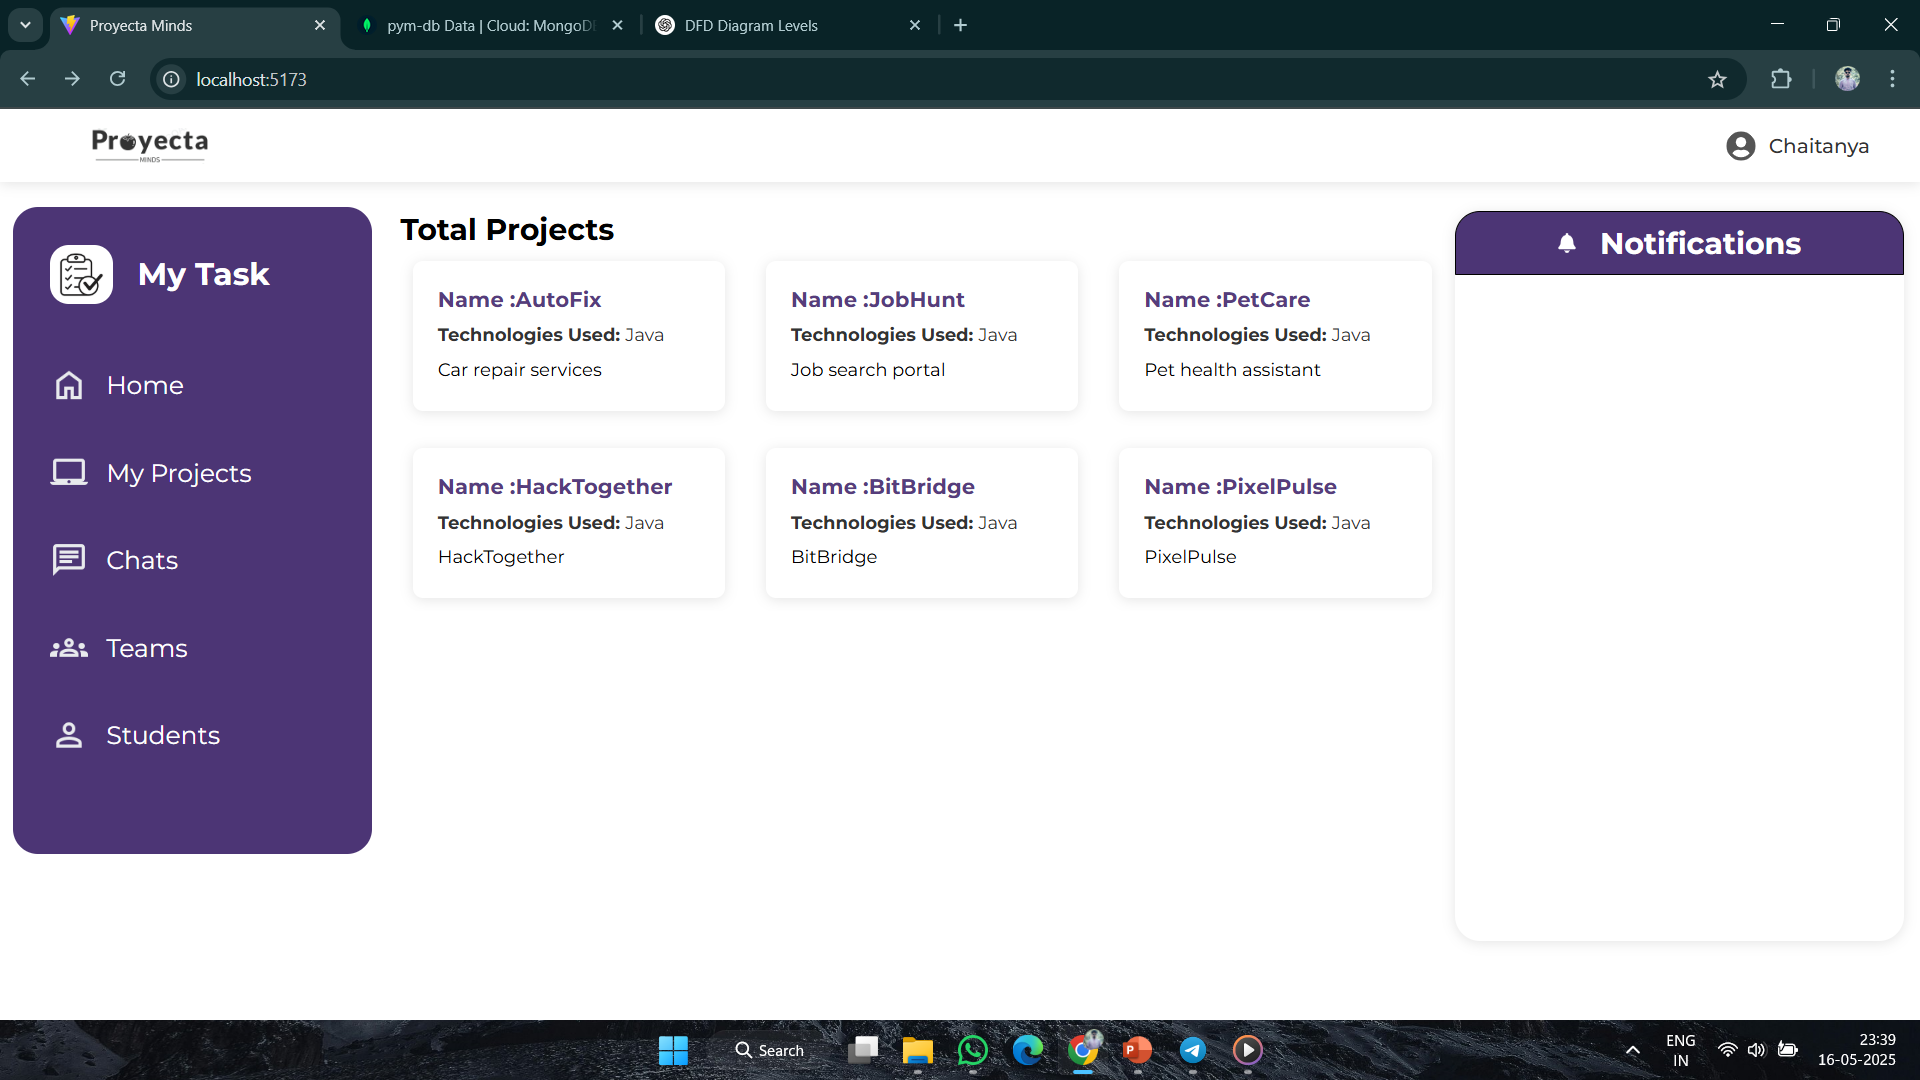 Proyecta Minds
pym-db Data | Cloud: MongoDB
DFD Diagram Levels
localhost:5173
Proyecta
MINDS
Chaitanya
My Task
Home
My Projects
Chats
Teams
Students
Total Projects
Name :AutoFix
Technologies Used: Java
Car repair services
Name :JobHunt
Technologies Used: Java
Job search portal
Name :PetCare
Technologies Used: Java
Pet health assistant
Name :HackTogether
Technologies Used: Java
HackTogether
Name :BitBridge
Technologies Used: Java
BitBridge
Name :PixelPulse
Technologies Used: Java
PixelPulse
Notifications
Search
ENG
IN
23:39
16-05-2025